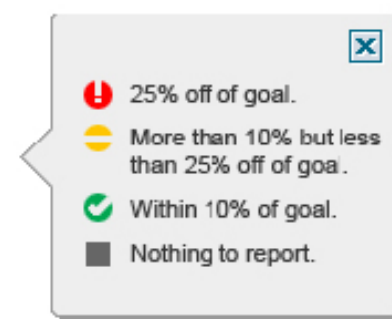 25% off of goal.
More than 10% but less
than 25% off of goal.
Within 10% of goal.
Nothing to report.